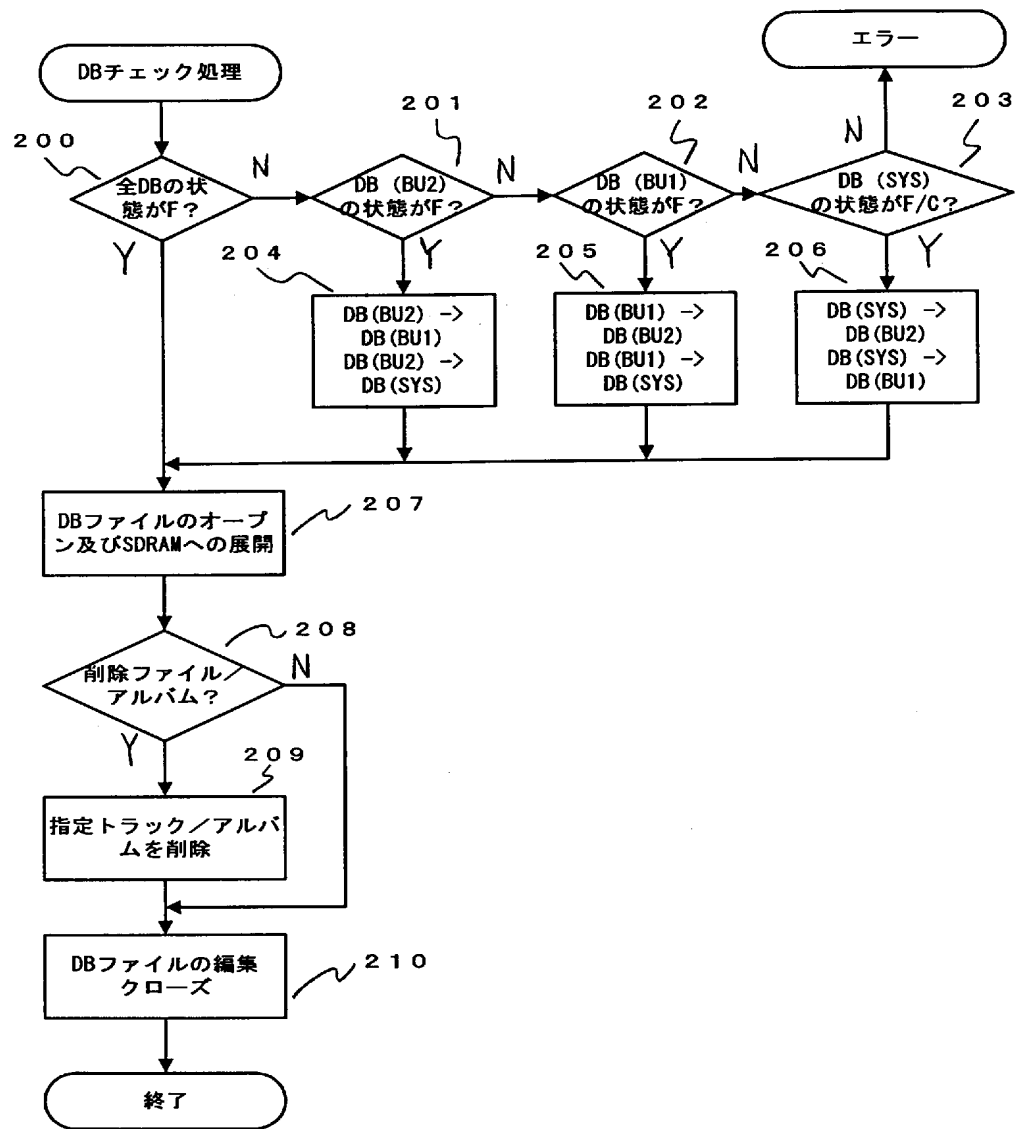 DBチェック処理
エラー
200
201
202
203
全DBの状
態がF?
N
DB (BU2)
の状態がF?
N
DB (BU1)
の状態がF?
N
DB (SYS)
の状態がF/C?
N
Y
204
Y
205
Y
206
Y
DB(BU2) ->
DB(BU1)
DB(BU2) ->
DB(SYS)
DB(BU1) ->
DB(BU2)
DB(BU1) ->
DB(SYS)
DB(SYS) ->
DB(BU2)
DB(SYS) ->
DB(BU1)
207
DBファイルのオープ
ン及びSDRAMへの展開
208
削除ファイル/
アルバム?
N
Y
209
指定トラック/アルバ
ムを削除
DBファイルの編集
クローズ
210
終了